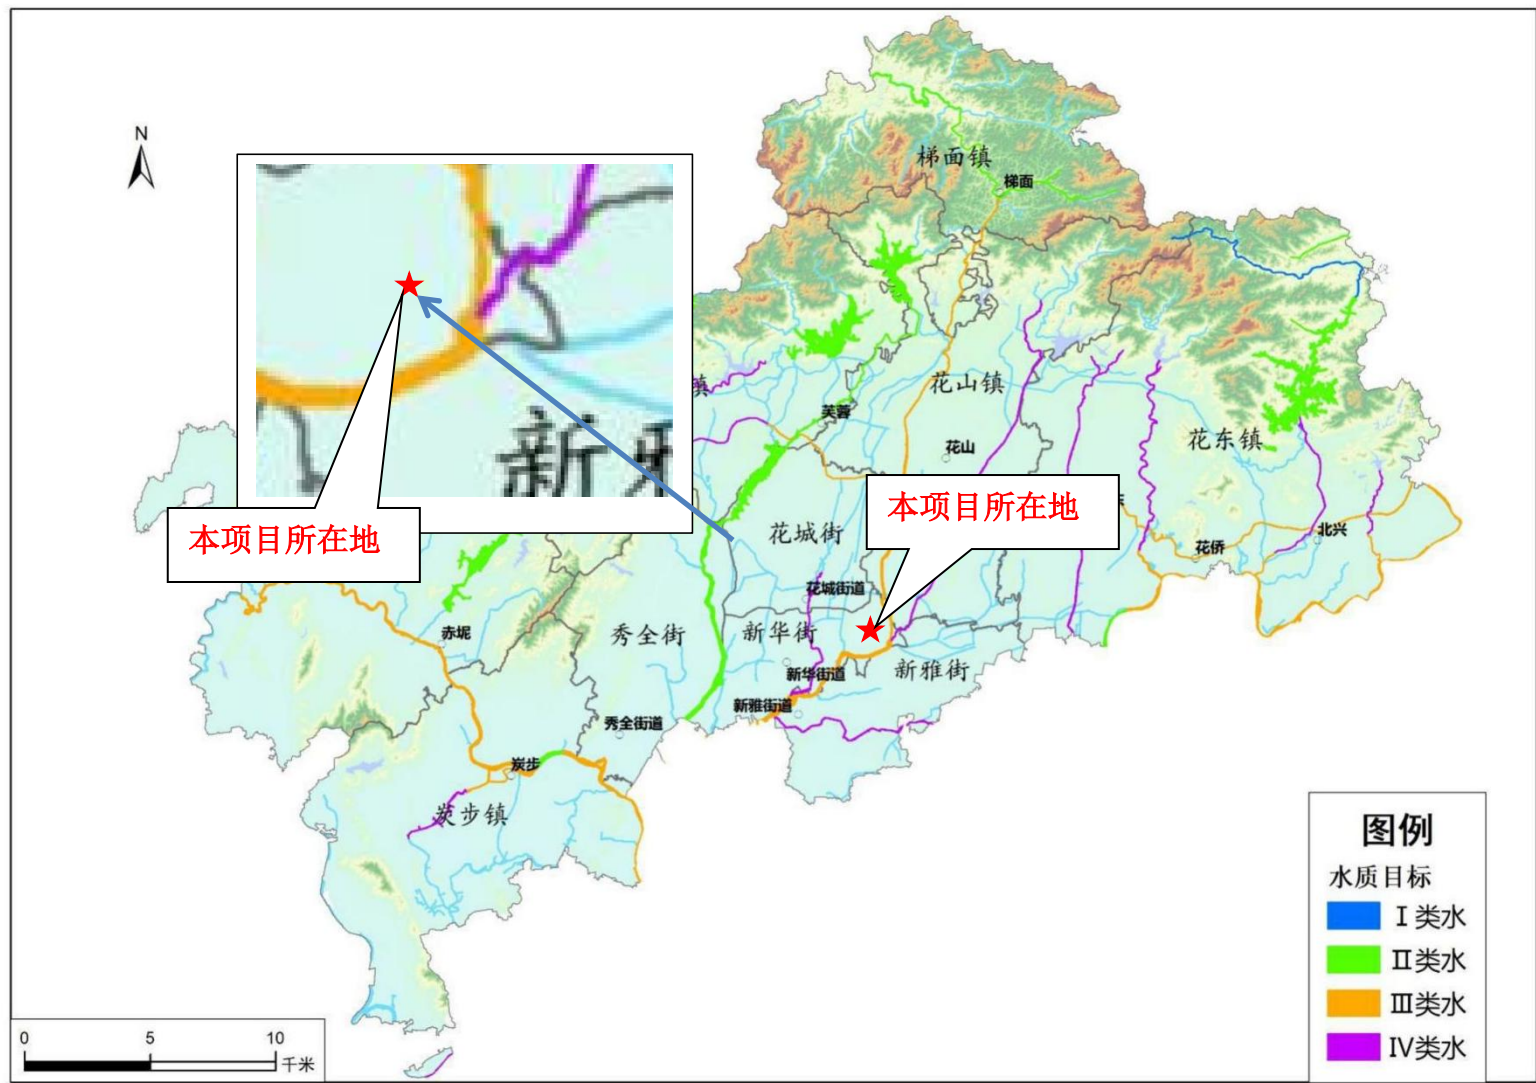 N
梯面镇
梯面
镇
花山镇
芙蓉
花东镇
花山
新雅
本项目所在地
本项目所在地
花城街
北兴
花侨
花城街道
赤坭
秀全街
新华街
新华街道
新雅街
新雅街道
秀全街道
炭步
炭步镇
图例
水质目标
Ⅰ类水
Ⅱ类水
Ⅲ类水
Ⅳ类水
0 5 10
千米